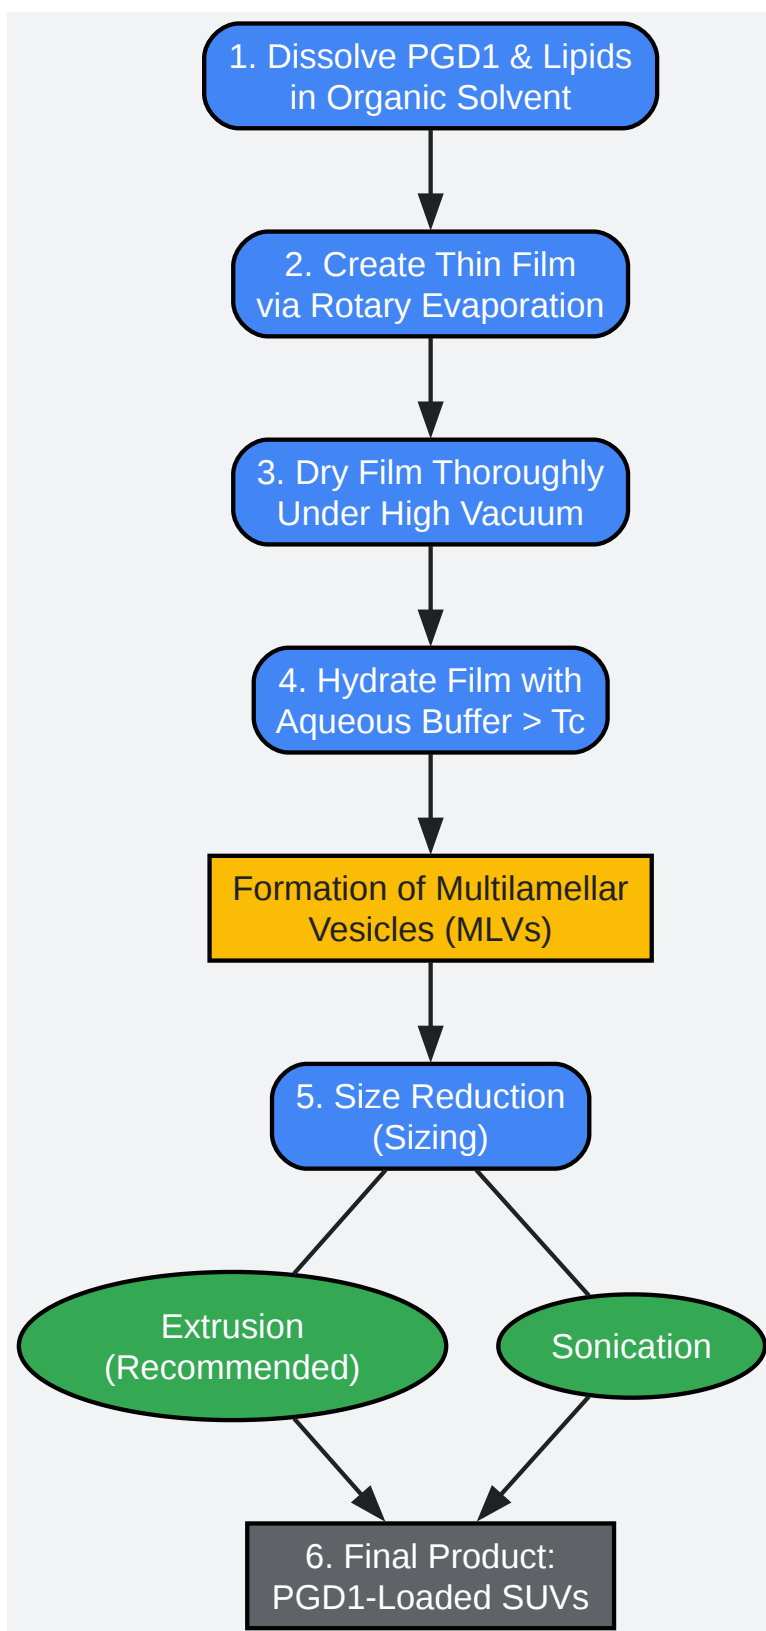 1. Dissolve PGD1 & Lipids
in Organic Solvent
2. Create Thin Film
via Rotary Evaporation
3. Dry Film Thoroughly
Under High Vacuum
4. Hydrate Film with
Aqueous Buffer > Tc
Formation of Multilamellar
Vesicles (MLVs)
5. Size Reduction
(Sizing)
Extrusion
(Recommended)
Sonication
6. Final Product:
PGD1-Loaded SUVs